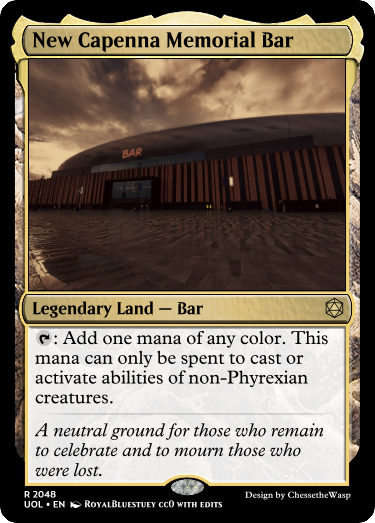 New Capenna Memorial Bar
BAR
Legendary Land — Bar
: Add one mana of any color. This
mana can only be spent to cast or
activate abilities of non-Phyrexian
creatures.
A neutral ground for those who remain
to celebrate and to mourn those who
were lost.
R 2048
UOL • EN RoyalBluestuey cc0 with edits
Design by ChessetheWasp